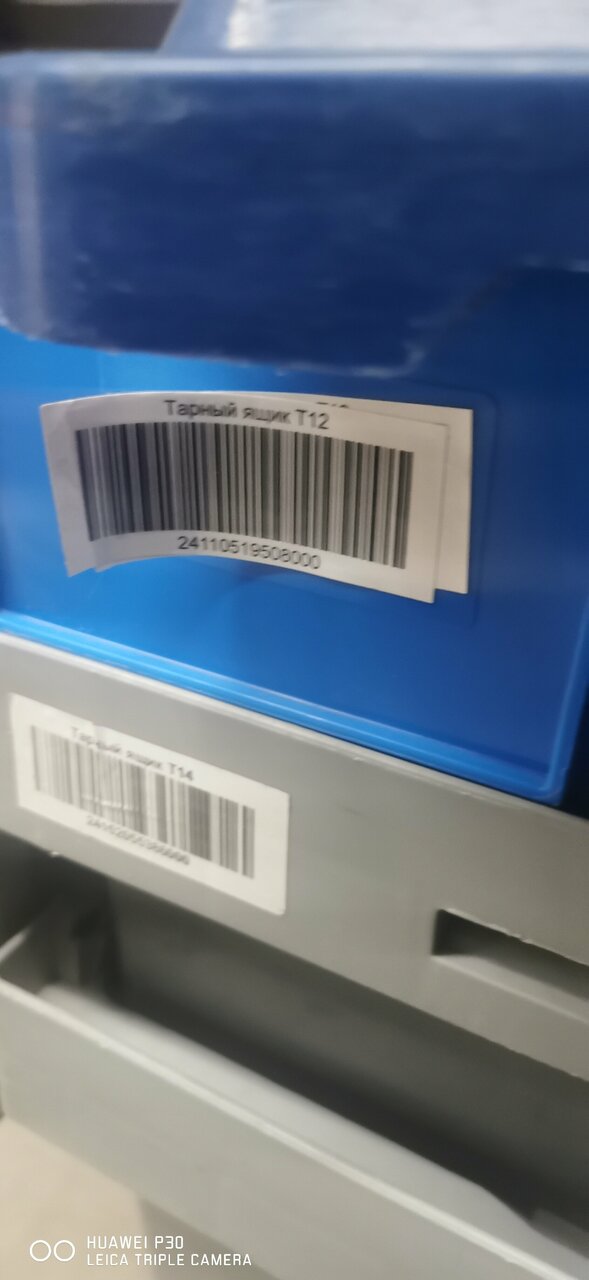 Тарный ящик Т12
24110519508000
Тарный ящик Т14
HUAWEI P30
LEICA TRIPLE CAMERA